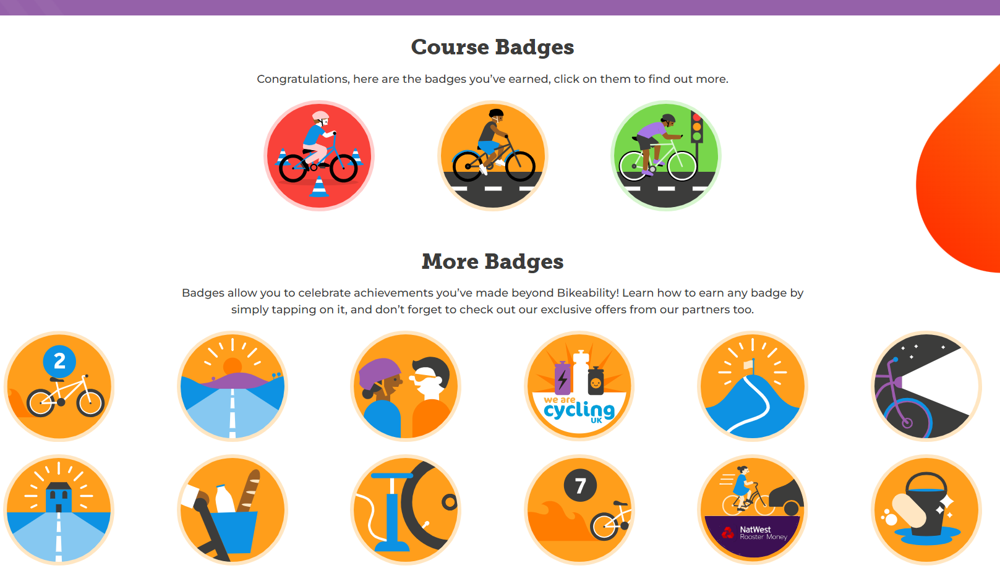 Course Badges
Congratulations, here are the badges you’ve earned, click on them to find out more.
More Badges
Badges allow you to celebrate achievements you’ve made beyond Bikeability! Learn how to earn any badge by
simply tapping on it, and don’t forget to check out our exclusive offers from our partners too.
2
we are
cycling
UK
7
NatWest
Rooster Money